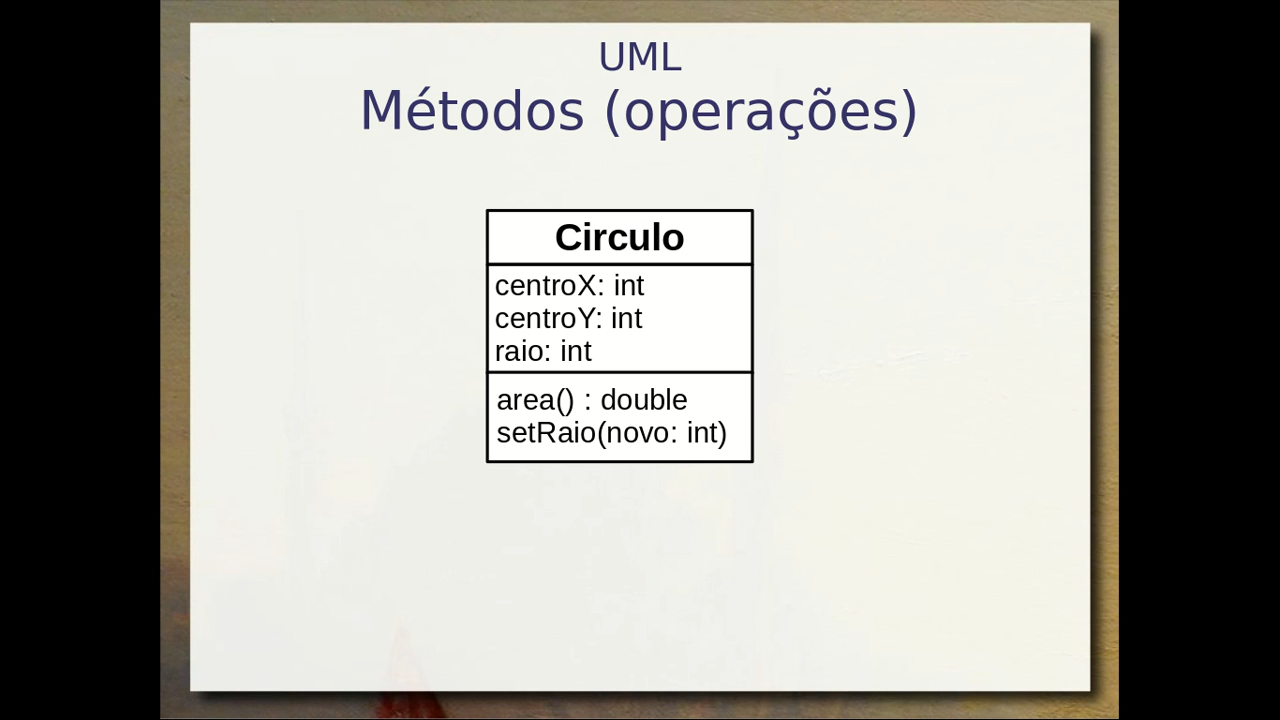 UML
Métodos (operações)
Circulo
centroX: int
centroY: int
raio: int
area() : double
setRaio(novo: int)